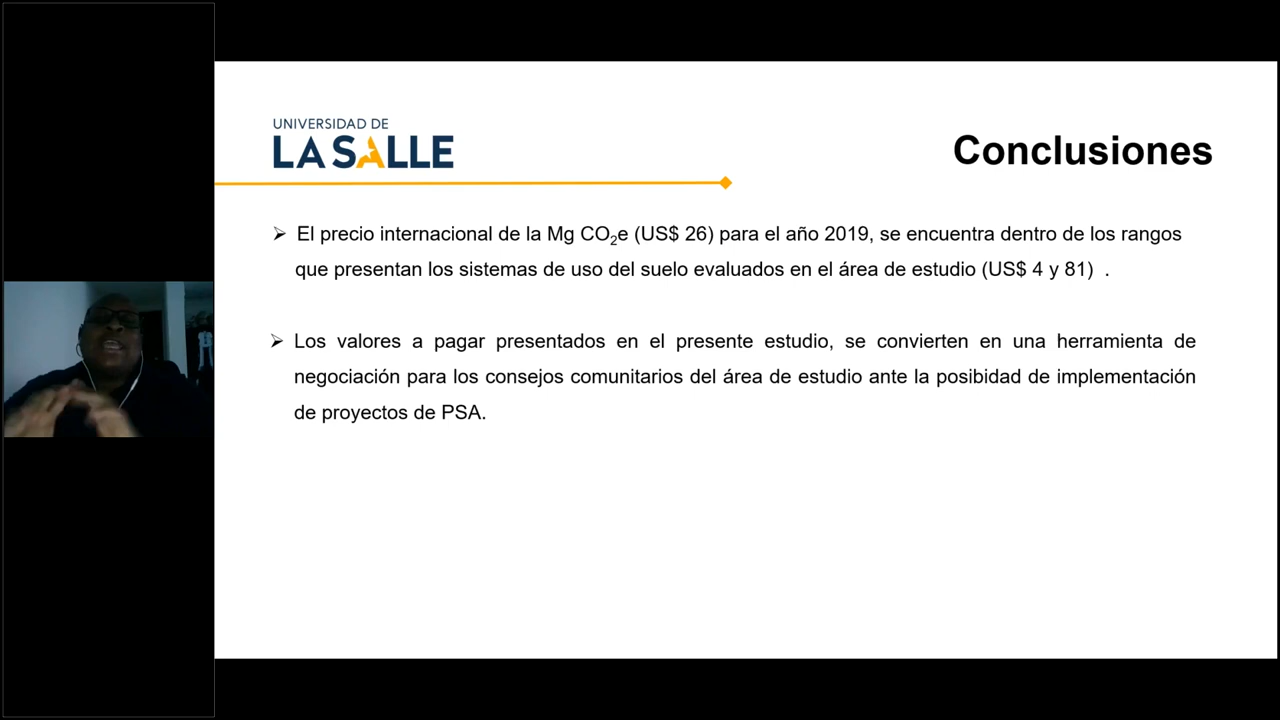 UNIVERSIDAD DE
LA SALLE
Conclusiones
➢ El precio internacional de la Mg CO₂e (US$ 26) para el año 2019, se encuentra dentro de los rangos
que presentan los sistemas de uso del suelo evaluados en el área de estudio (US$ 4 y 81) .
➢ Los valores a pagar presentados en el presente estudio, se convierten en una herramienta de
negociación para los consejos comunitarios del área de estudio ante la posibidad de implementación
de proyectos de PSA.